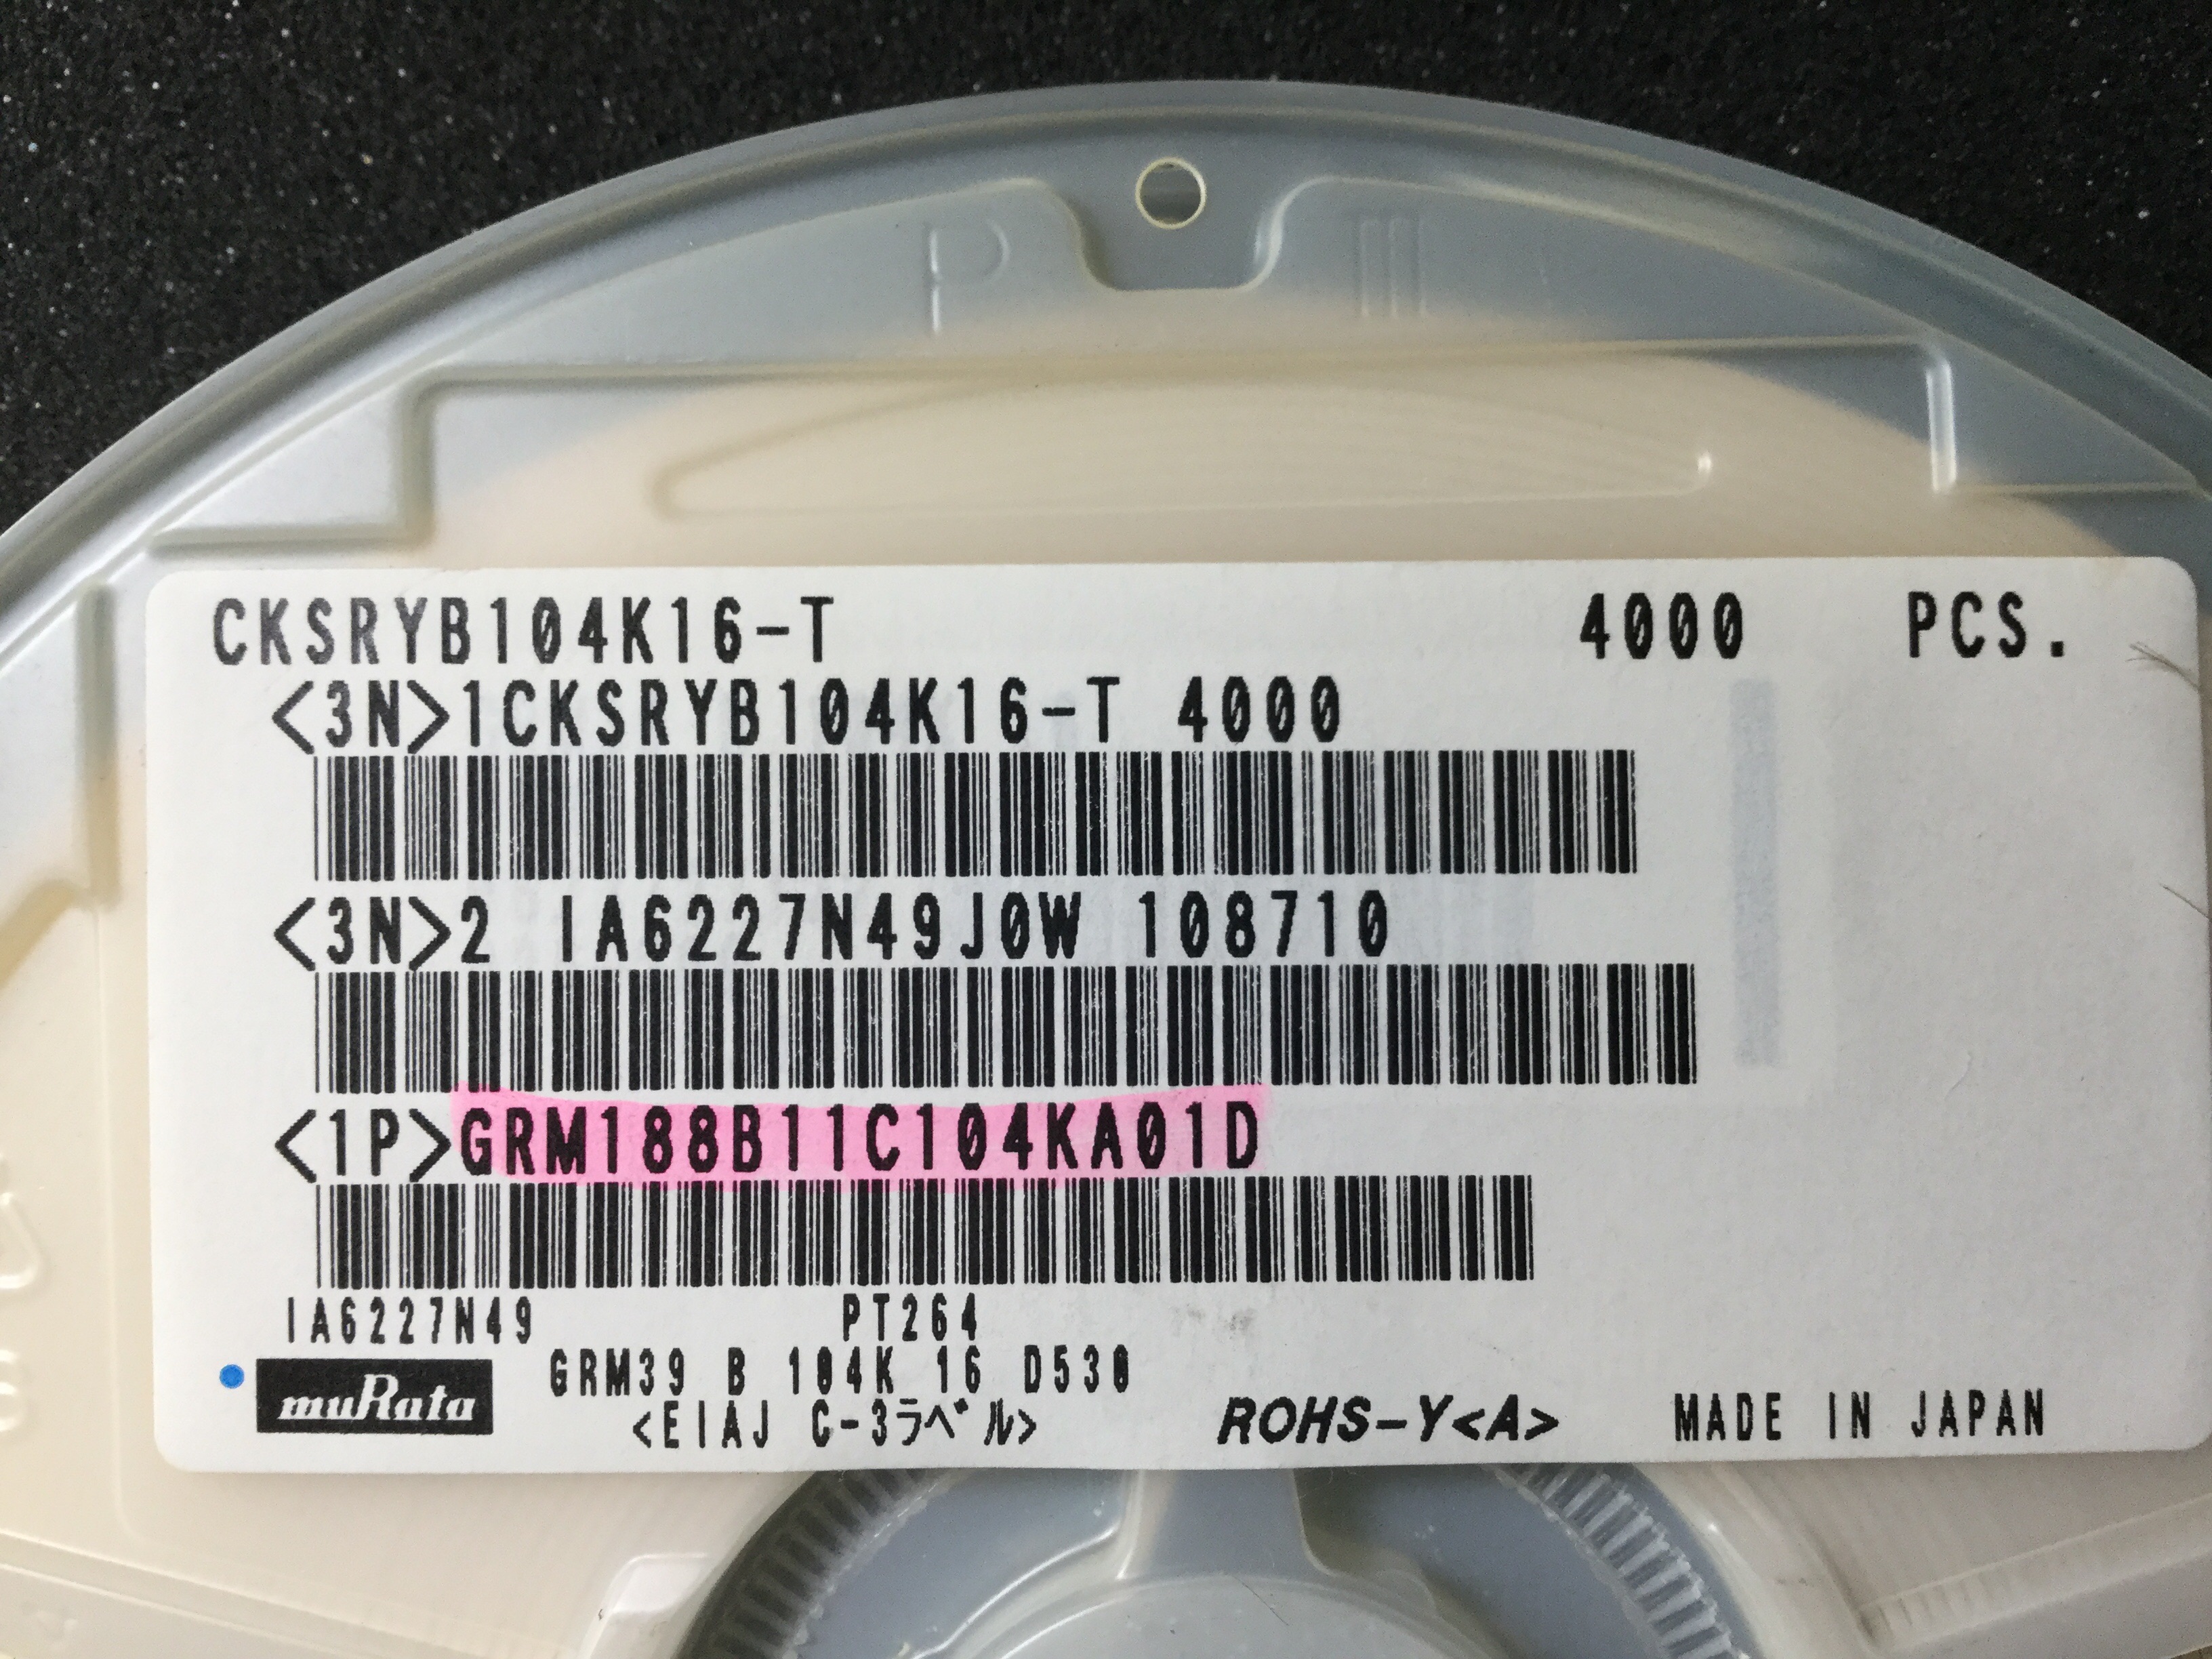 CKSRYB104K16-T 4000 PCS.
<3N>1CKSRYB104K16-T 4000
<3N>2 IA6227N49J0W 108710
<1P>GRM188B11C104KA01D
IA6227N49 PT264
GRM39 B 104K 16 D530
muRata
<EIAJ C-3ラベル> ROHS-Y<A> MADE IN JAPAN